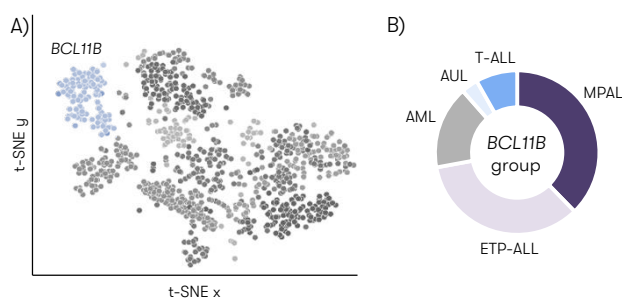 A)
BCL11B
t-SNE y
t-SNE x
B)
T-ALL
AUL
MPAL
AML
BCL11B
group
ETP-ALL